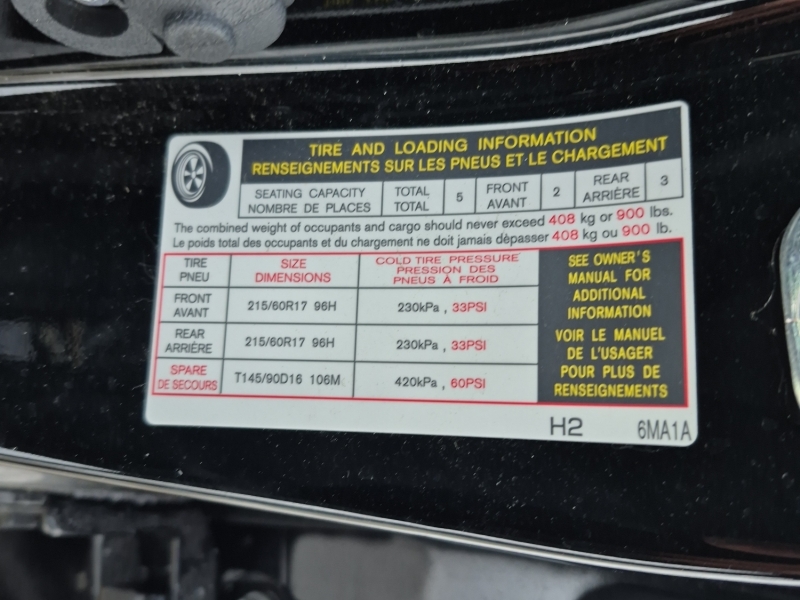 TIRE AND LOADING INFORMATION
RENSEIGNEMENTS SUR LES PNEUS ET LE CHARGEMENT
SEATING CAPACITY TOTAL 5 FRONT 2 REAR 3
NOMBRE DE PLACES TOTAL AVANT ARRIÈRE
The combined weight of occupants and cargo should never exceed 408 kg or 900 lbs.
Le poids total des occupants et du chargement ne doit jamais dèpasser 408 kg ou 900 lb.
TIRE SIZE COLD TIRE PRESSURE
PNEU DIMENSIONS PRESSION DES
PNEUS À FROID
FRONT
AVANT 215/60R17 96H 230kPa , 33PSI
REAR
ARRIÈRE 215/60R17 96H 230kPa , 33PSI
SPARE
DE SECOURS T145/90D16 106M 420kPa , 60PSI
SEE OWNER'S
MANUAL FOR
ADDITIONAL
INFORMATION
VOIR LE MANUEL
DE L'USAGER
POUR PLUS DE
RENSEIGNEMENTS
H2 6MA1A